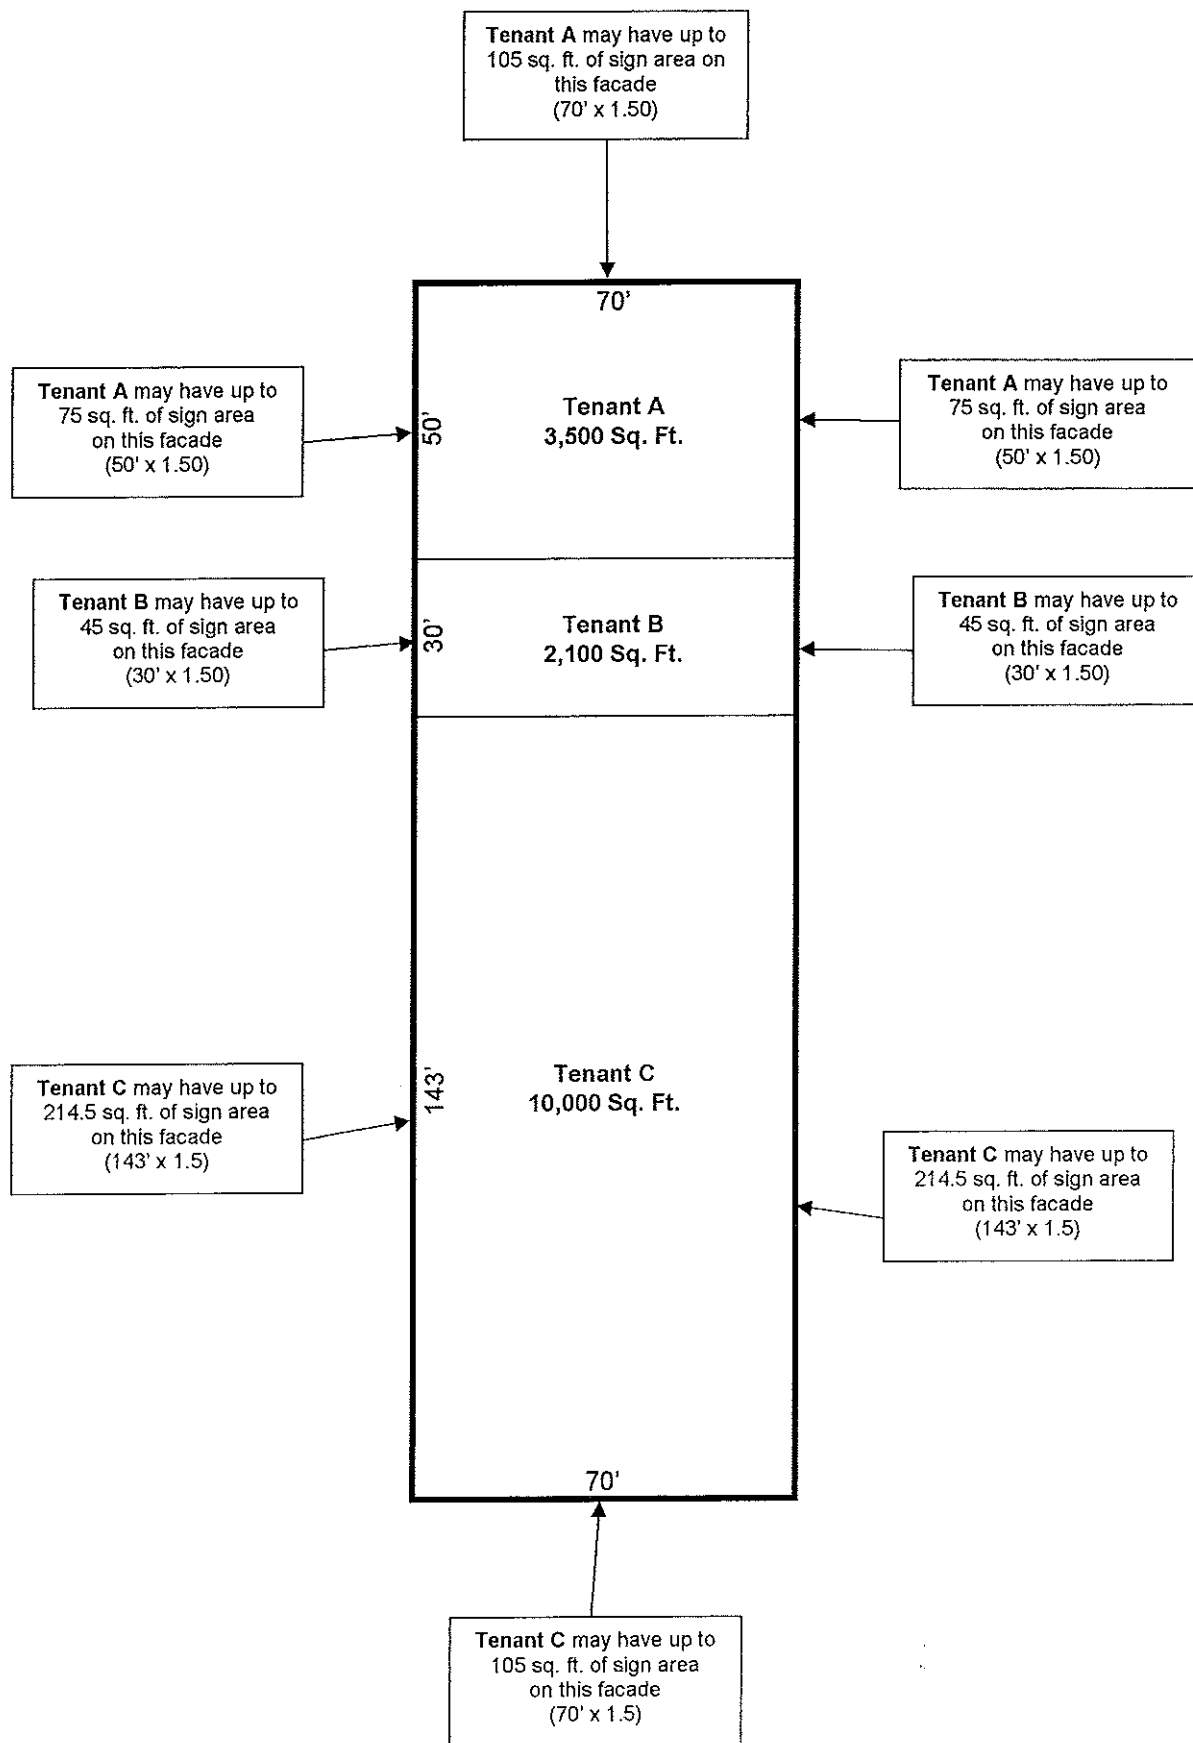 Tenant A may have up to
105 sq. ft. of sign area on
this facade
(70' x 1.50)
70'
Tenant A may have up to
75 sq. ft. of sign area
on this facade
(50' x 1.50)
50'
Tenant A
3,500 Sq. Ft.
Tenant A may have up to
75 sq. ft. of sign area
on this facade
(50' x 1.50)
Tenant B may have up to
45 sq. ft. of sign area
on this facade
(30' x 1.50)
30'
Tenant B
2,100 Sq. Ft.
Tenant B may have up to
45 sq. ft. of sign area
on this facade
(30' x 1.50)
Tenant C may have up to
214.5 sq. ft. of sign area
on this facade
(143' x 1.5)
143'
Tenant C
10,000 Sq. Ft.
Tenant C may have up to
214.5 sq. ft. of sign area
on this facade
(143' x 1.5)
70'
Tenant C may have up to
105 sq. ft. of sign area
on this facade
(70' x 1.5)